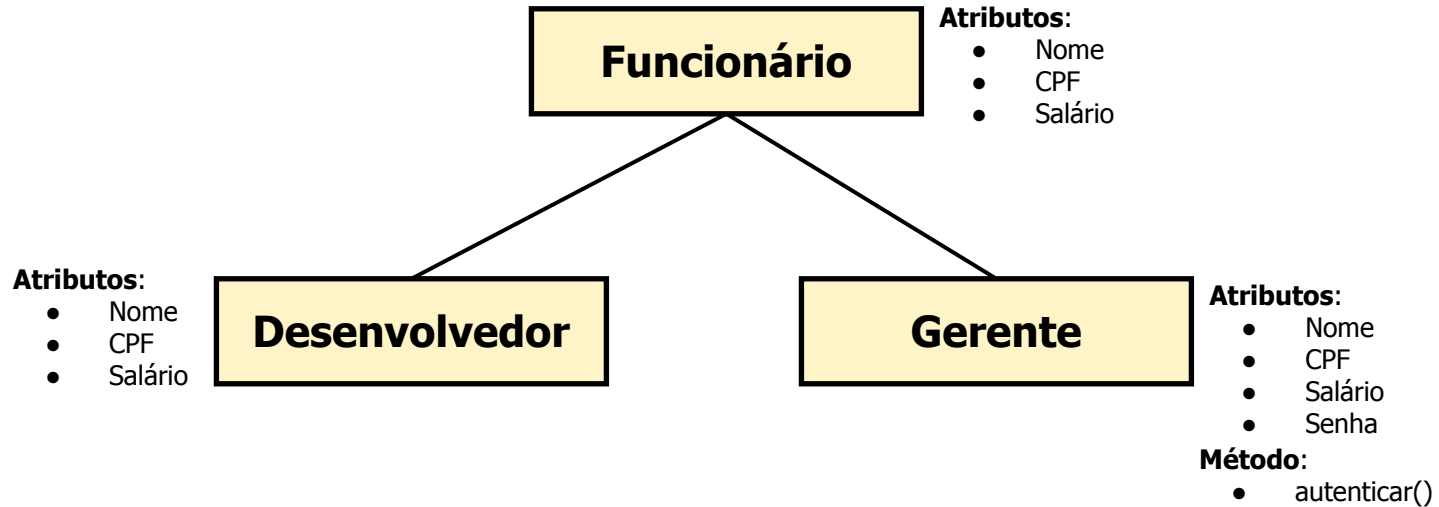 Funcionário
Atributos:
● Nome
● CPF
● Salário
Atributos:
● Nome
● CPF
● Salário
Desenvolvedor
Gerente
Atributos:
● Nome
● CPF
● Salário
● Senha
Método:
● autenticar()